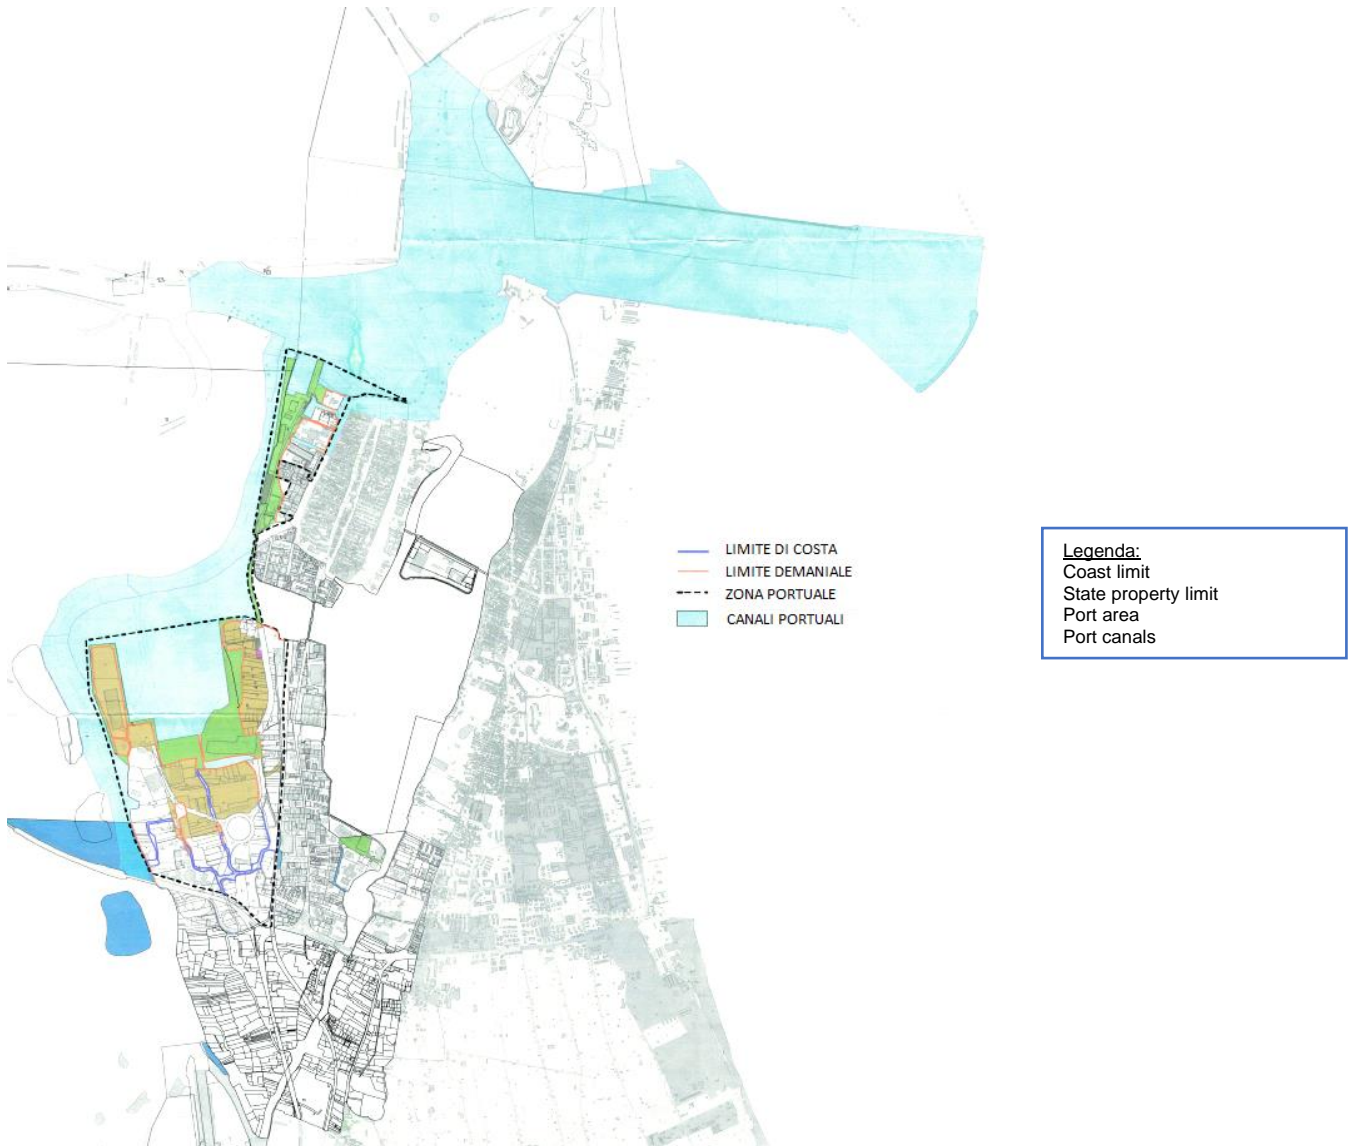 LIMITE DI COSTA
LIMITE DEMANIALE
ZONA PORTUALE
CANALI PORTUALI
Legenda:
Coast limit
State property limit
Port area
Port canals